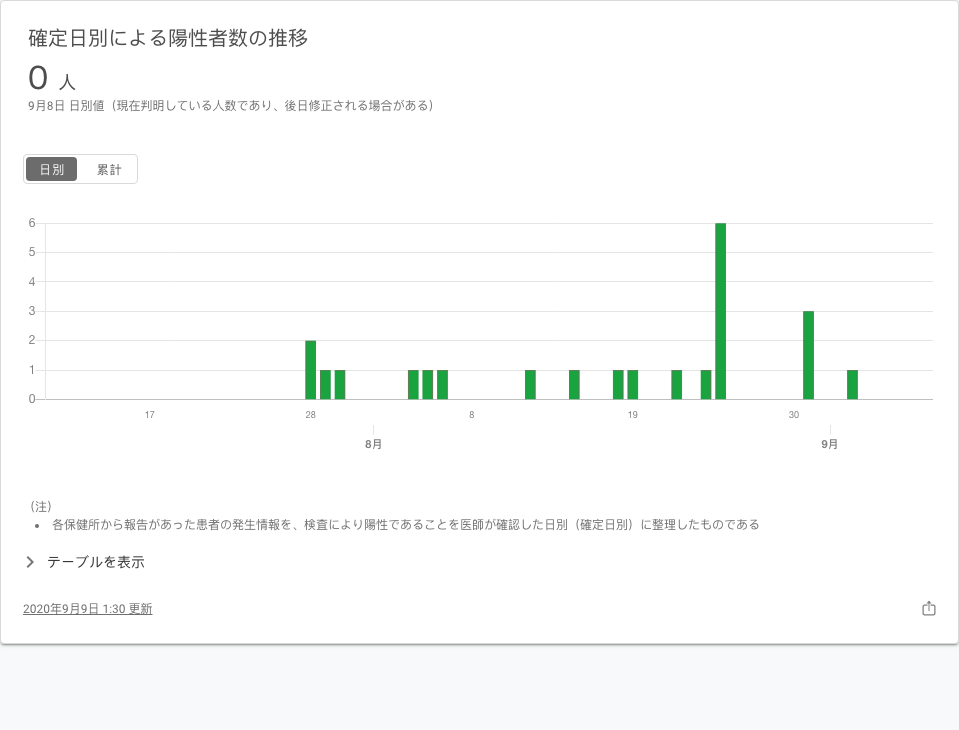 確定日別による陽性者数の推移
0 人
9月8日 日別値（現在判明している人数であり、後日修正される場合がある）
日別 累計
6
5
4
3
2
1
0
17 28 8 19 30
8月 9月
（注）
• 各保健所から報告があった患者の発生情報を、検査により陽性であることを医師が確認した日別（確定日別）に整理したものである
テーブルを表示
2020年9月9日 1:30 更新